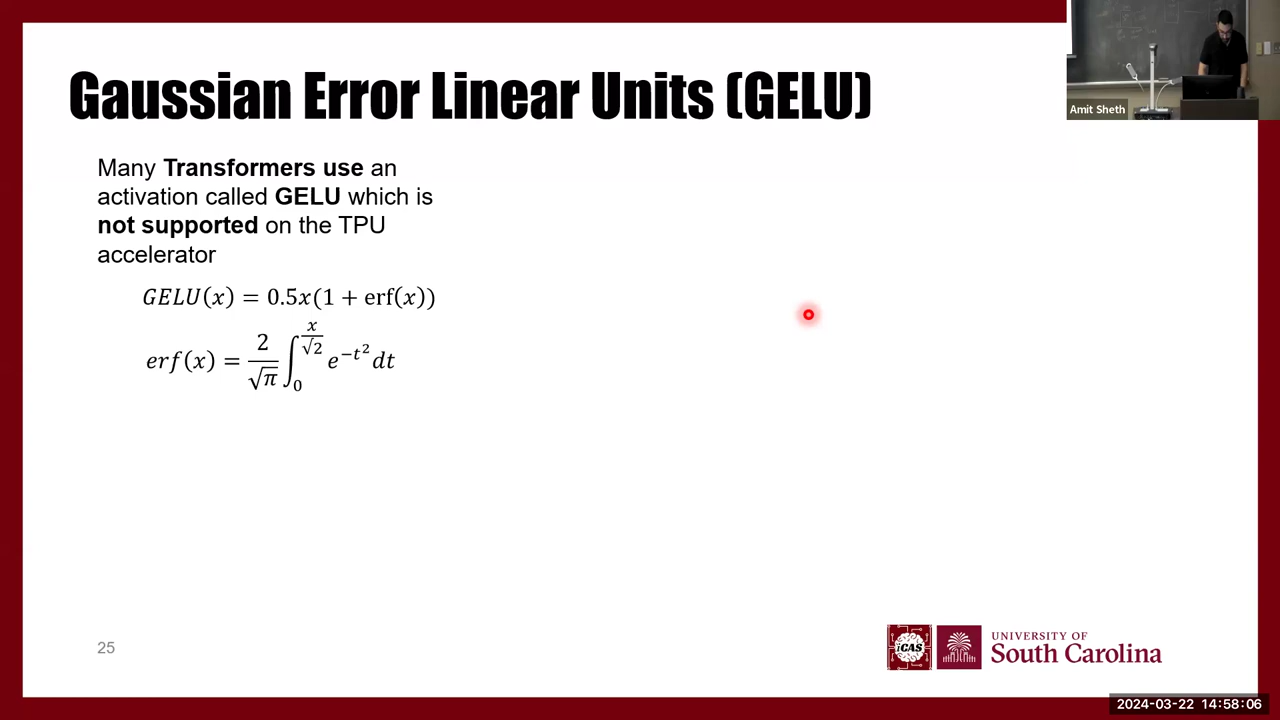 Gaussian Error Linear Units (GELU)
Amit Sheth
Many Transformers use an
activation called GELU which is
not supported on the TPU
accelerator
𝐺𝐸𝐿𝑈(𝑥) = 0.5𝑥(1 + erf(𝑥))
𝑒𝑟𝑓(𝑥) = 2/√𝜋 ∫₀^(𝑥/√2) 𝑒^(−𝑡²) 𝑑𝑡
25
iCAS
UNIVERSITY OF
South Carolina
2024-03-22 14:58:06